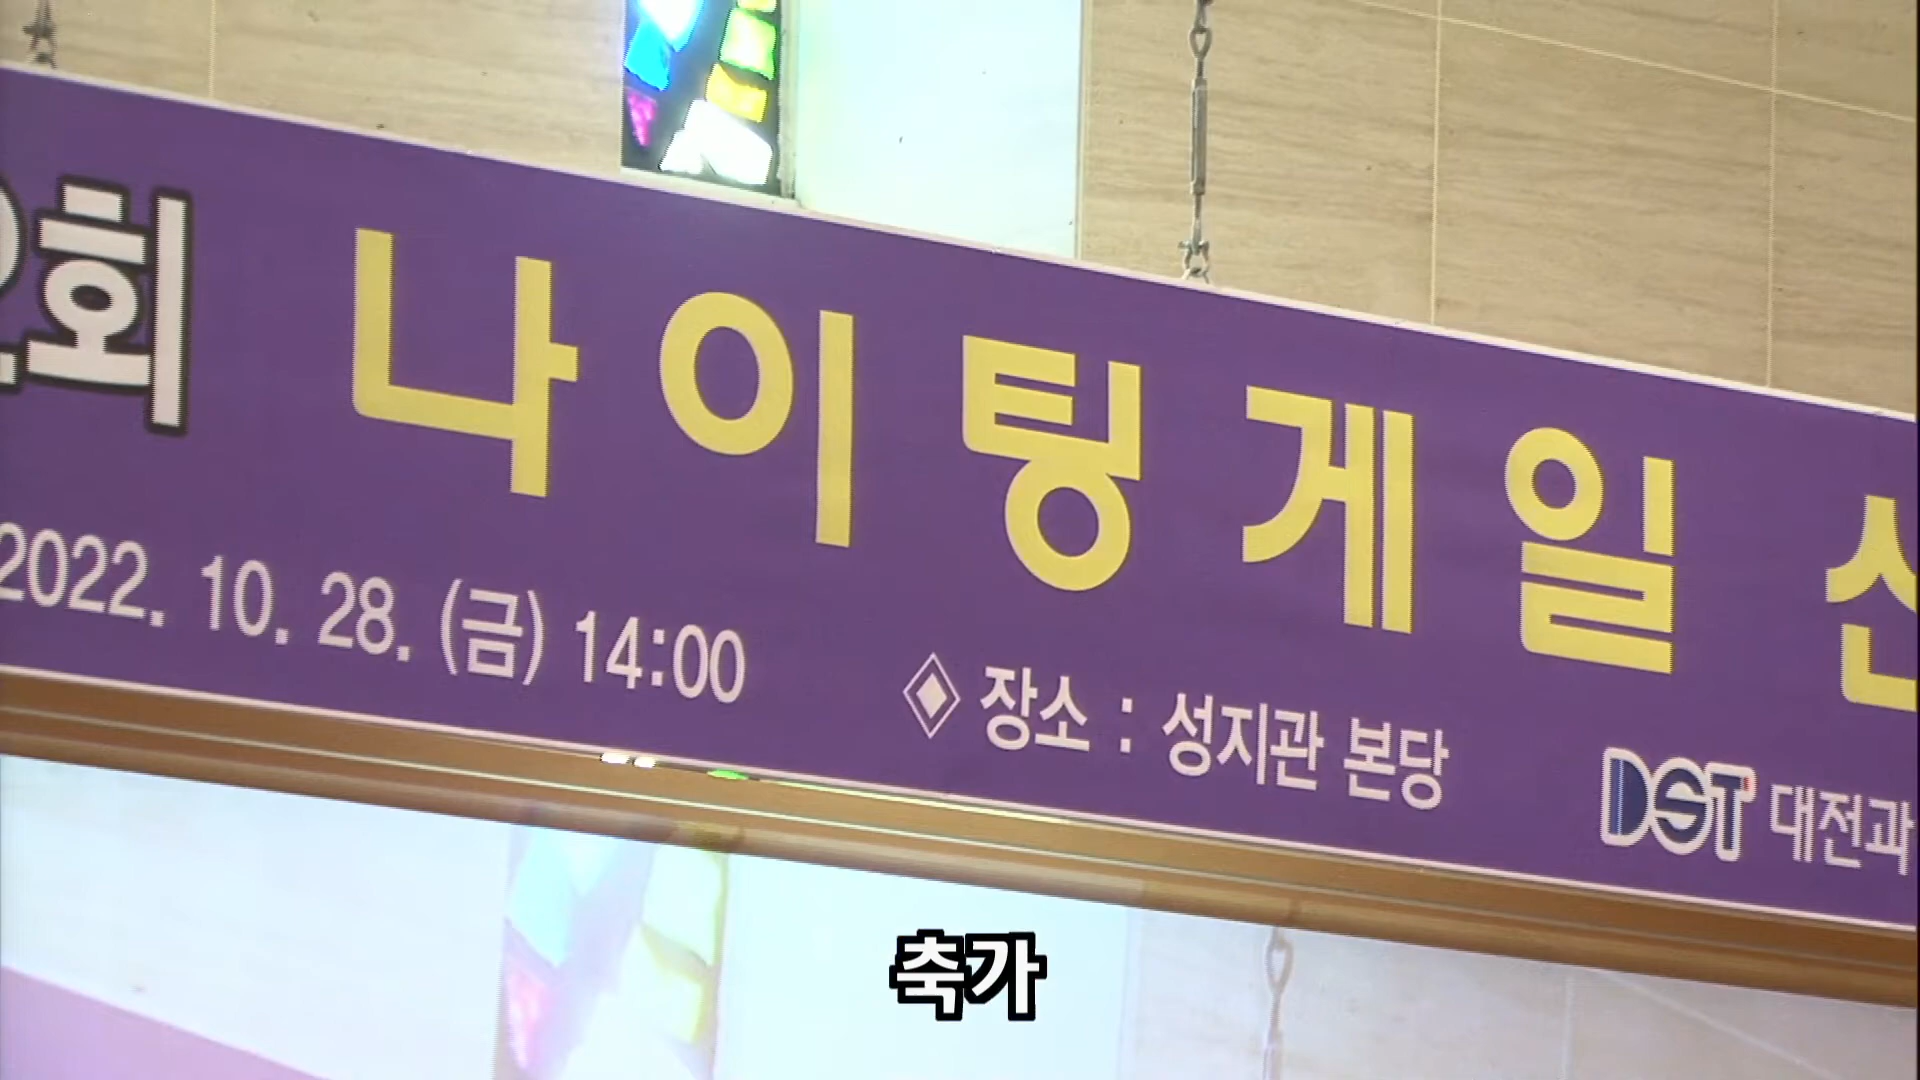 회 나이팅게일
2022. 10. 28. (금) 14:00 장소 : 성지관 본당
DST 대전과
축가